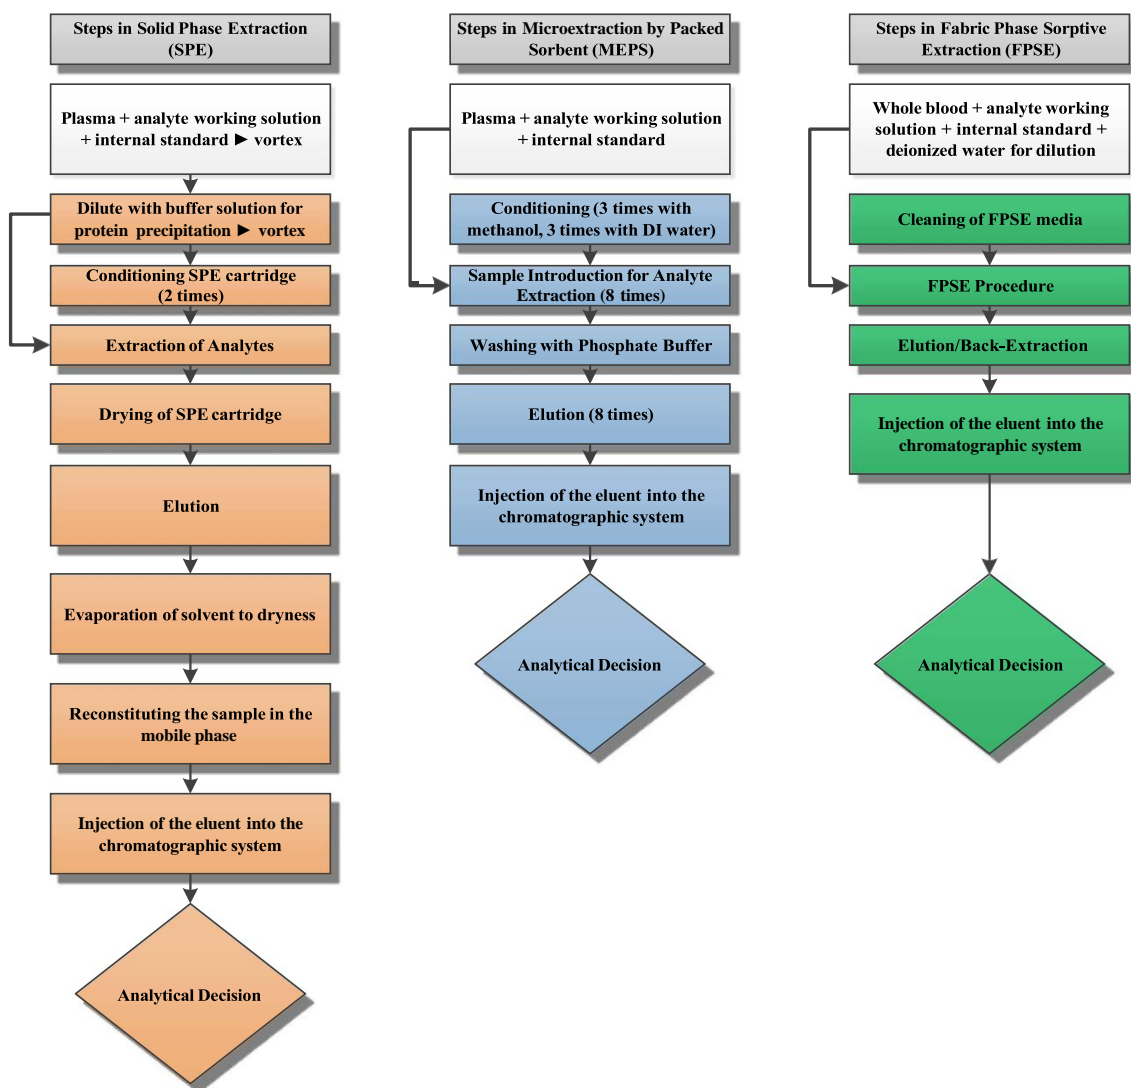 Steps in Solid Phase Extraction
(SPE)
Plasma + analyte working solution
+ internal standard ► vortex
Dilute with buffer solution for
protein precipitation ► vortex
Conditioning SPE cartridge
(2 times)
Extraction of Analytes
Drying of SPE cartridge
Elution
Evaporation of solvent to dryness
Reconstituting the sample in the
mobile phase
Injection of the eluent into the
chromatographic system
Analytical Decision
Steps in Microextraction by Packed
Sorbent (MEPS)
Plasma + analyte working solution
+ internal standard
Conditioning (3 times with
methanol, 3 times with DI water)
Sample Introduction for Analyte
Extraction (8 times)
Washing with Phosphate Buffer
Elution (8 times)
Injection of the eluent into the
chromatographic system
Analytical Decision
Steps in Fabric Phase Sorptive
Extraction (FPSE)
Whole blood + analyte working
solution + internal standard +
deionized water for dilution
Cleaning of FPSE media
FPSE Procedure
Elution/Back-Extraction
Injection of the eluent into the
chromatographic system
Analytical Decision